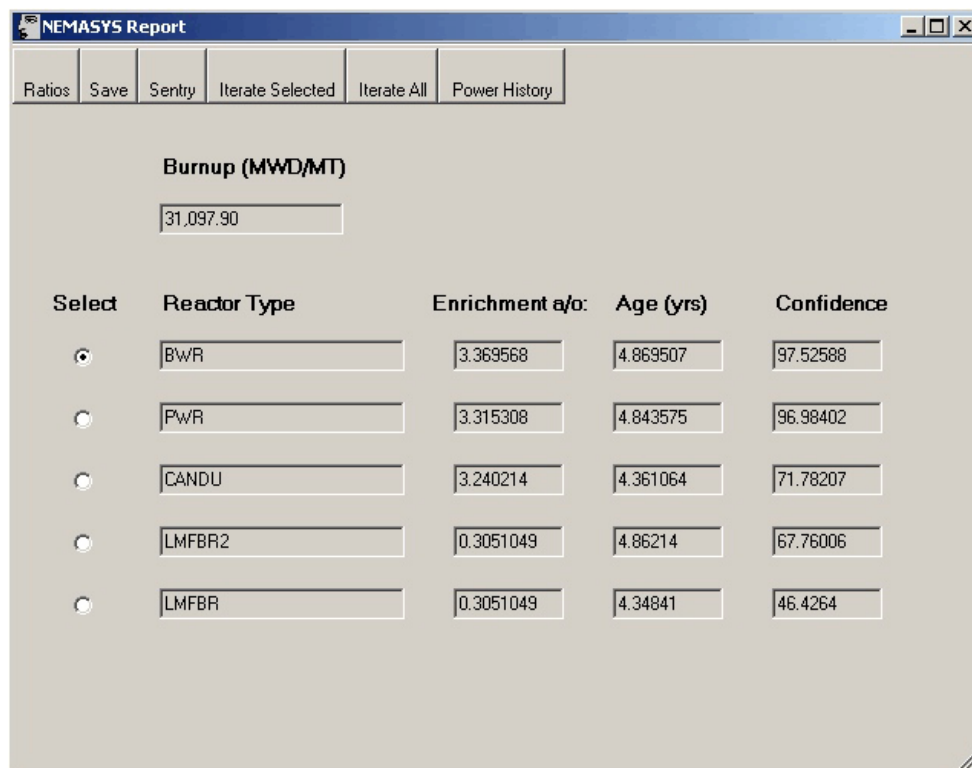 NEMASYS Report
Ratios Save Sentry Iterate Selected Iterate All Power History
Burnup (MWD/MT)
31,097.90
Select Reactor Type Enrichment a/o: Age (yrs) Confidence
BWR 3.369568 4.869507 97.52588
PWR 3.315308 4.843575 96.98402
CANDU 3.240214 4.361064 71.78207
LMFBR2 0.3051049 4.86214 67.76006
LMFBR 0.3051049 4.34841 46.4264